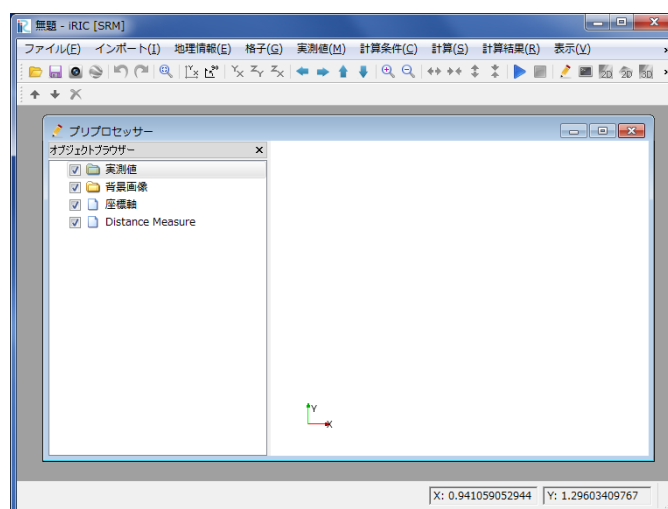 無題 - iRIC [SRM]
ファイル(F) インポート(I) 地理情報(E) 格子(G) 実測値(M) 計算条件(C) 計算(S) 計算結果(R) 表示(V)
プリプロセッサー
オブジェクトブラウザー
実測値
背景画像
座標軸
Distance Measure
Y
X
X: 0.941059052944 Y: 1.29603409767